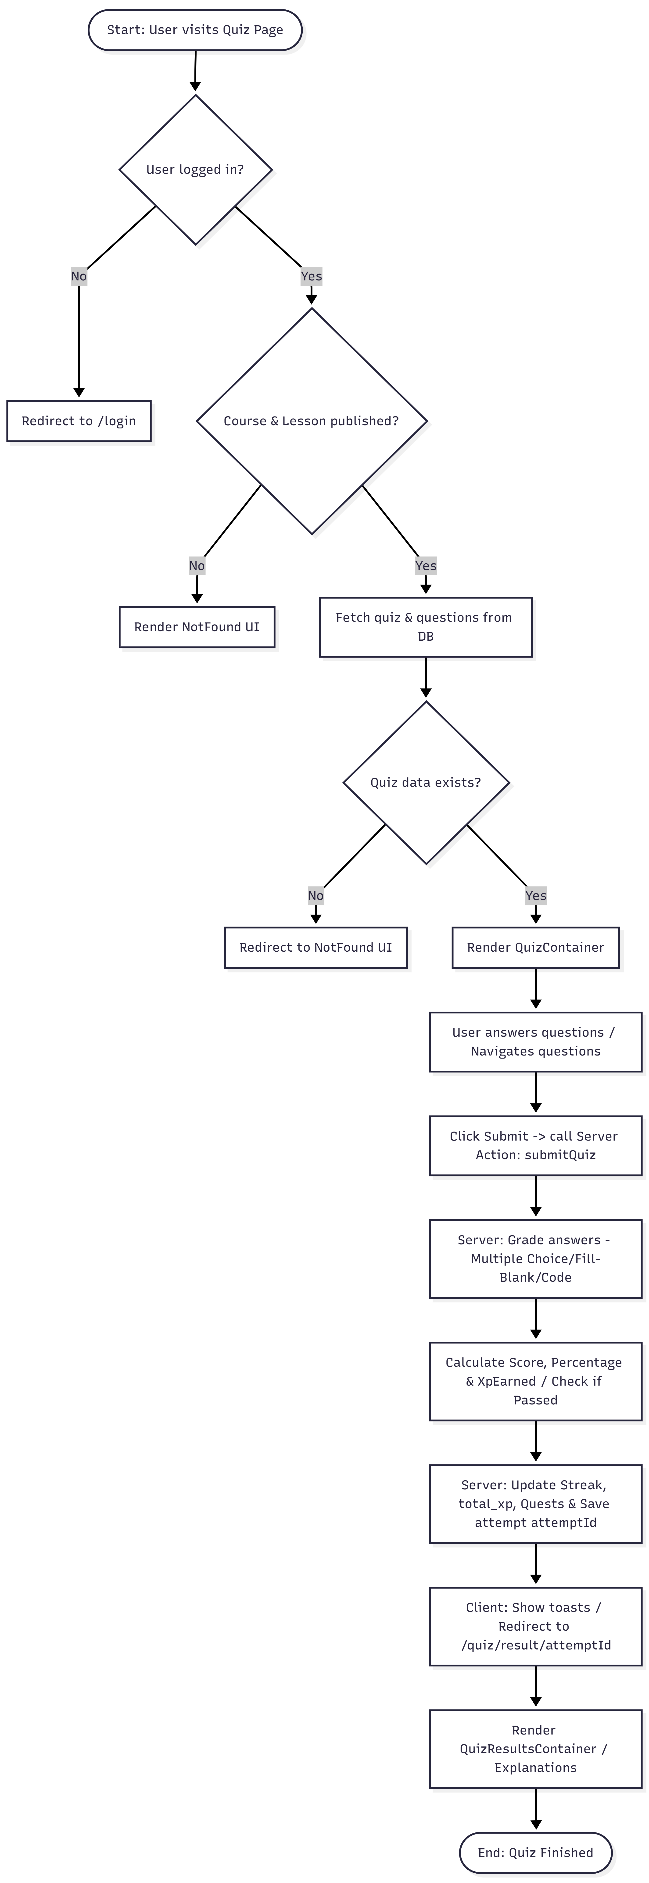 Start: User visits Quiz Page
User logged in?
No
Yes
Redirect to /login
Course & Lesson published?
No
Yes
Render NotFound UI
Fetch quiz & questions from
DB
Quiz data exists?
No
Yes
Redirect to NotFound UI
Render QuizContainer
User answers questions /
Navigates questions
Click Submit -> call Server
Action: submitQuiz
Server: Grade answers -
Multiple Choice/Fill-
Blank/Code
Calculate Score, Percentage
& XpEarned / Check if
Passed
Server: Update Streak,
total_xp, Quests & Save
attempt attemptId
Client: Show toasts /
Redirect to
/quiz/result/attemptId
Render
QuizResultsContainer /
Explanations
End: Quiz Finished